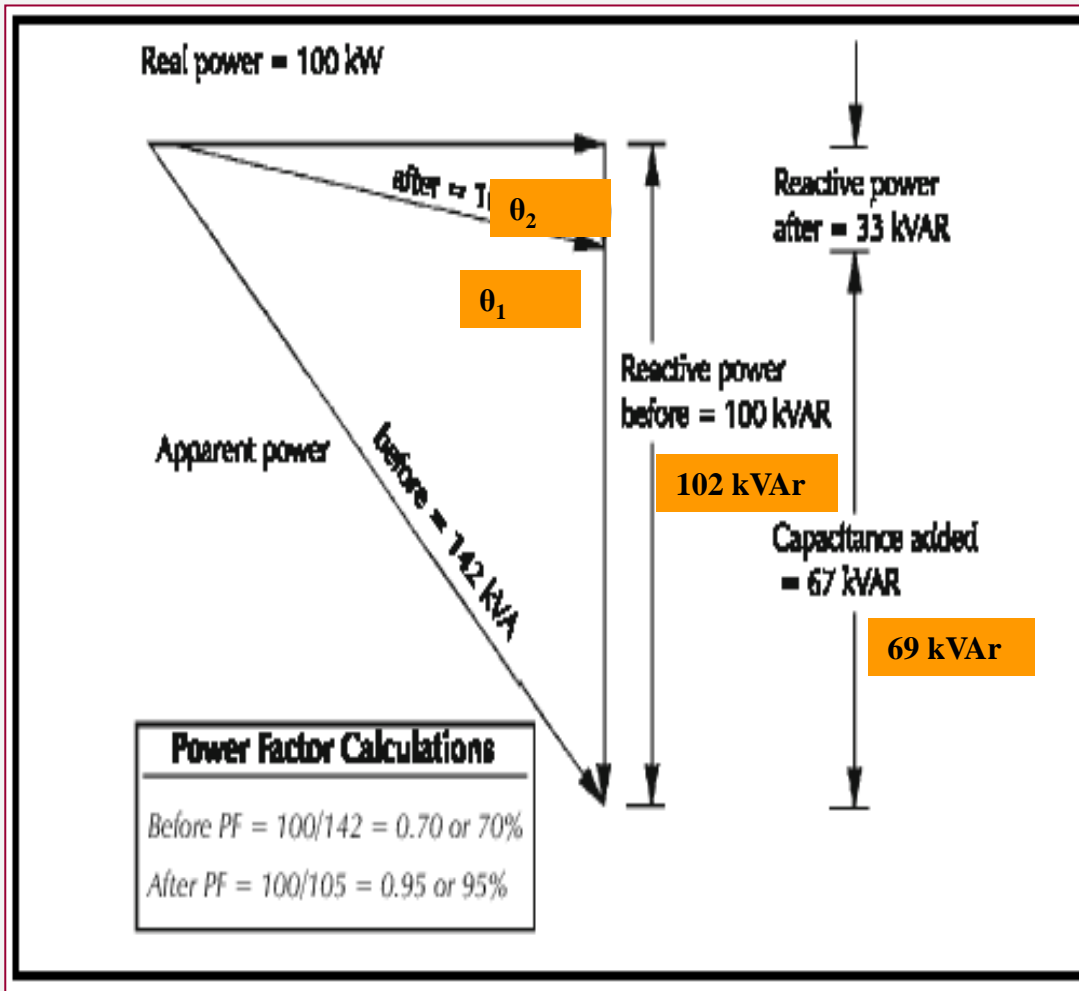 Real power = 100 kW
after = 1
θ2
θ1
Reactive power
after = 33 kVAR
Reactive power
before = 100 kVAR
102 kVAr
Apparent power
before = 142 kVA
Capacitance added
= 67 kVAR
69 kVAr
Power Factor Calculations
Before PF = 100/142 = 0.70 or 70%
After PF = 100/105 = 0.95 or 95%